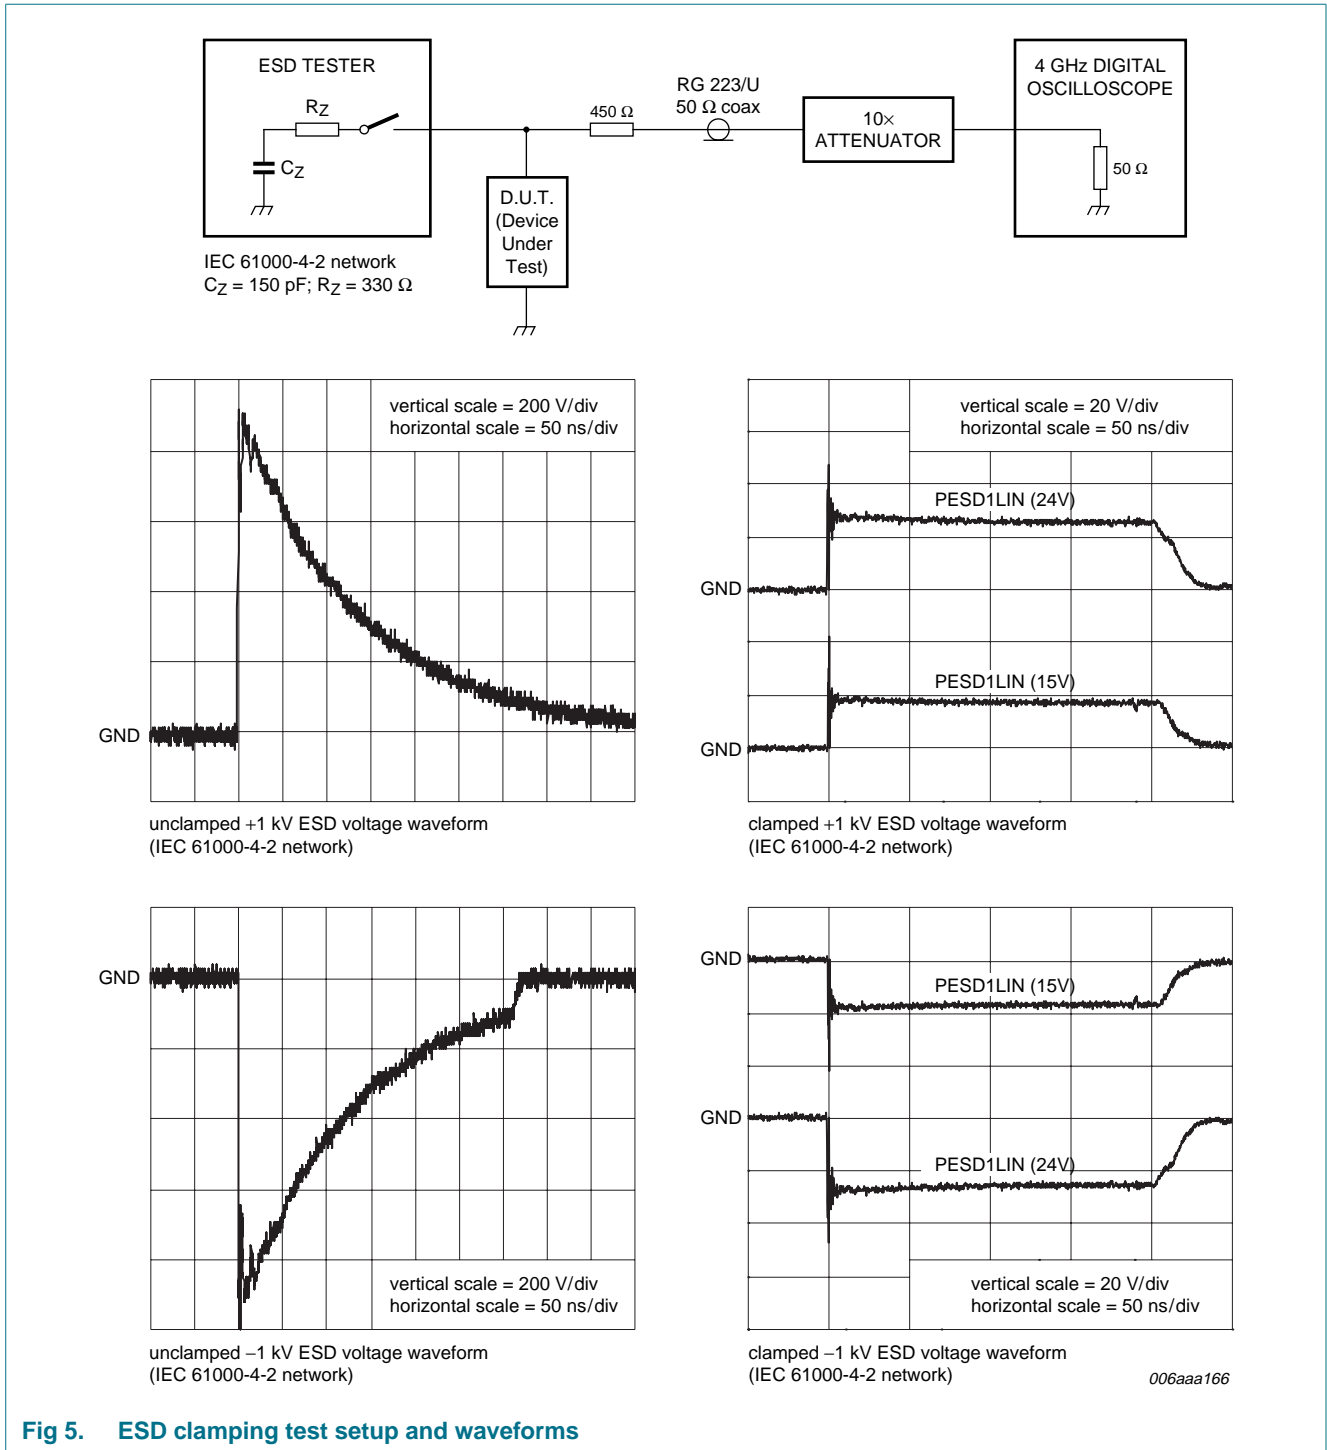 ESD TESTER
RZ
CZ
IEC 61000-4-2 network
CZ = 150 pF; RZ = 330 Ω
D.U.T.
(Device
Under
Test)
450 Ω
RG 223/U
50 Ω coax
10×
ATTENUATOR
4 GHz DIGITAL
OSCILLOSCOPE
50 Ω
vertical scale = 200 V/div
horizontal scale = 50 ns/div
GND
unclamped +1 kV ESD voltage waveform
(IEC 61000-4-2 network)
vertical scale = 20 V/div
horizontal scale = 50 ns/div
PESD1LIN (24V)
GND
PESD1LIN (15V)
GND
clamped +1 kV ESD voltage waveform
(IEC 61000-4-2 network)
GND
vertical scale = 200 V/div
horizontal scale = 50 ns/div
unclamped −1 kV ESD voltage waveform
(IEC 61000-4-2 network)
GND
PESD1LIN (15V)
GND
PESD1LIN (24V)
vertical scale = 20 V/div
horizontal scale = 50 ns/div
clamped −1 kV ESD voltage waveform
(IEC 61000-4-2 network)
006aaa166
Fig 5. ESD clamping test setup and waveforms